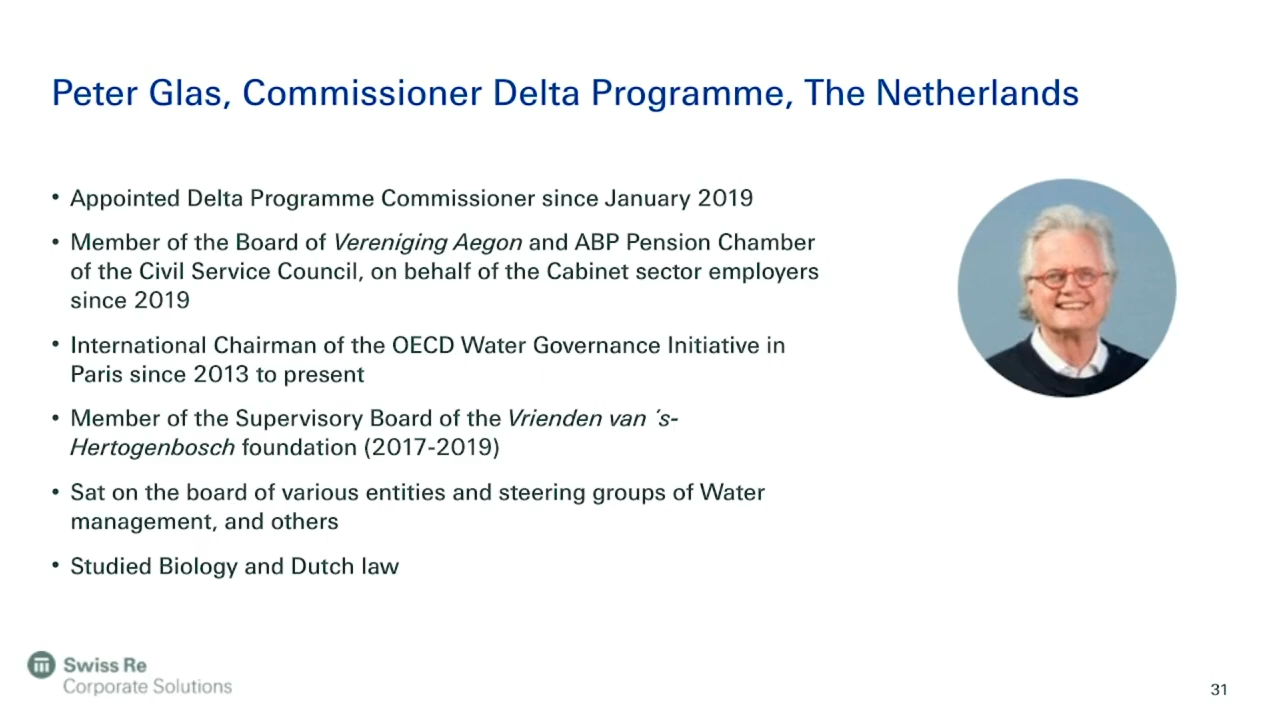 Peter Glas, Commissioner Delta Programme, The Netherlands
• Appointed Delta Programme Commissioner since January 2019
• Member of the Board of Vereniging Aegon and ABP Pension Chamber
of the Civil Service Council, on behalf of the Cabinet sector employers
since 2019
• International Chairman of the OECD Water Governance Initiative in
Paris since 2013 to present
• Member of the Supervisory Board of the Vrienden van ´s-
Hertogenbosch foundation (2017-2019)
• Sat on the board of various entities and steering groups of Water
management, and others
• Studied Biology and Dutch law
Swiss Re
Corporate Solutions
31